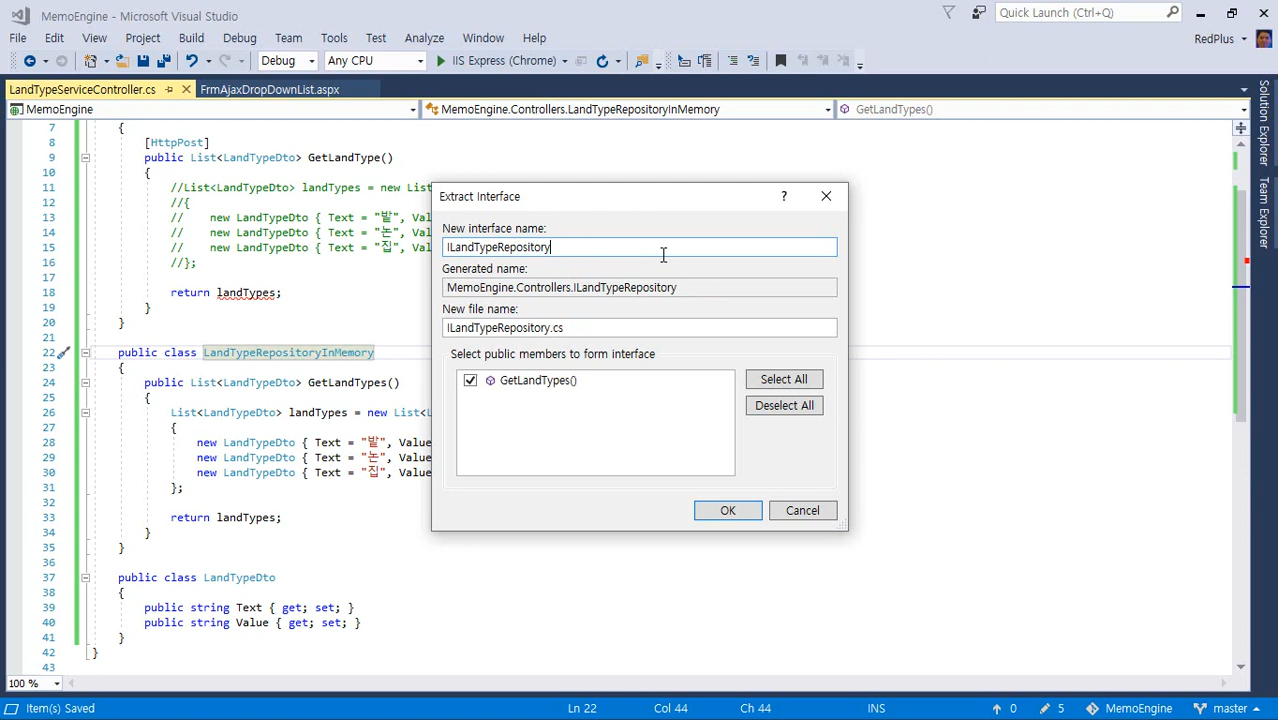 MemoEngine - Microsoft Visual Studio
Quick Launch (Ctrl+Q)
File Edit View Project Build Debug Team Tools Test Analyze Window Help
RedPlus
Debug Any CPU IIS Express (Chrome)
LandTypeServiceController.cs FrmAjaxDropDownList.aspx
MemoEngine MemoEngine.Controllers.LandTypeRepositoryInMemory GetLandTypes()
7 {
8 [HttpPost]
9 public List<LandTypeDto> GetLandType()
10 {
11 //List<LandTypeDto> landTypes = new List
12 //{
13 // new LandTypeDto { Text = "밭", Val
14 // new LandTypeDto { Text = "논", Val
15 // new LandTypeDto { Text = "집", Val
16 //};
17
18 return landTypes;
19 }
20 }
21
22 public class LandTypeRepositoryInMemory
23 {
24 public List<LandTypeDto> GetLandTypes()
25 {
26 List<LandTypeDto> landTypes = new List<L
27 {
28 new LandTypeDto { Text = "밭", Value
29 new LandTypeDto { Text = "논", Value
30 new LandTypeDto { Text = "집", Value
31 };
32
33 return landTypes;
34 }
35 }
36
37 public class LandTypeDto
38 {
39 public string Text { get; set; }
40 public string Value { get; set; }
41 }
42 }
43
Extract Interface
?
New interface name:
ILandTypeRepository
Generated name:
MemoEngine.Controllers.ILandTypeRepository
New file name:
ILandTypeRepository.cs
Select public members to form interface
GetLandTypes()
Select All
Deselect All
OK Cancel
Solution Explorer
Team Explorer
100 %
Item(s) Saved Ln 22 Col 44 Ch 44 INS 0 5 MemoEngine master